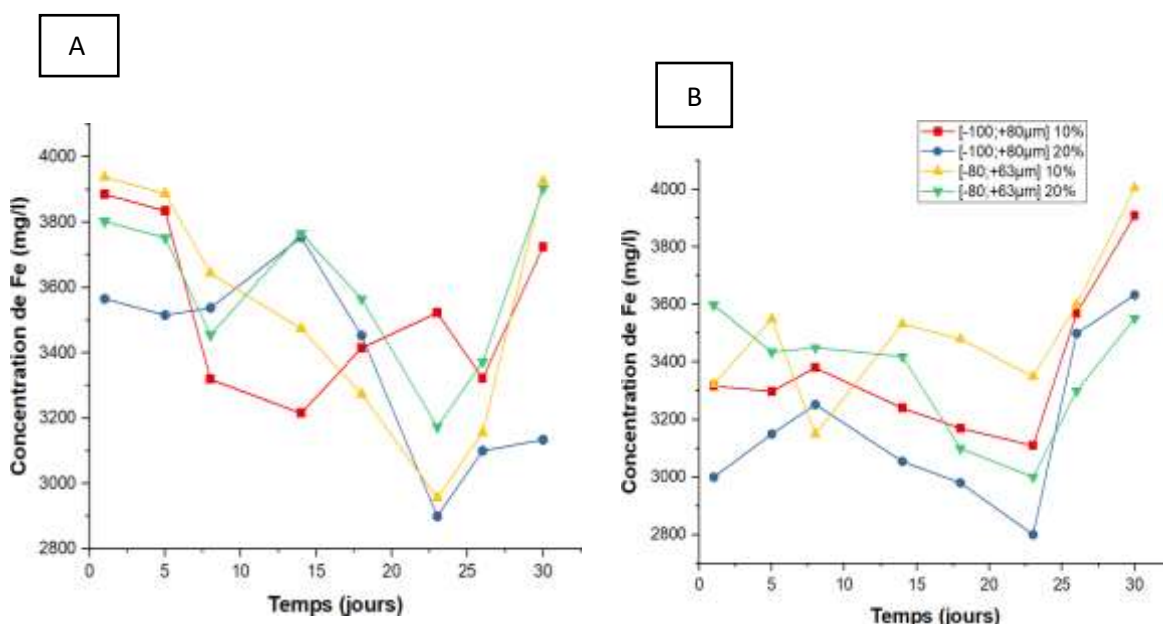 A
B
4000
3800
3600
3400
3200
3000
2800
Concentration de Fe (mg/l)
0 5 10 15 20 25 30
Temps (jours)
[-100;+80µm] 10%
[-100;+80µm] 20%
[-80;+63µm] 10%
[-80;+63µm] 20%
4000
3800
3600
3400
3200
3000
2800
Concentration de Fe (mg/l)
0 5 10 15 20 25 30
Temps (jours)